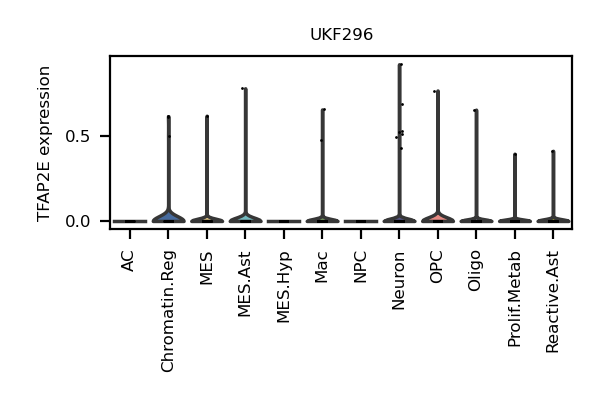 UKF296
TFAP2E expression
0.5
0.0
AC
Chromatin.Reg
MES
MES.Ast
MES.Hyp
Mac
NPC
Neuron
OPC
Oligo
Prolif.Metab
Reactive.Ast